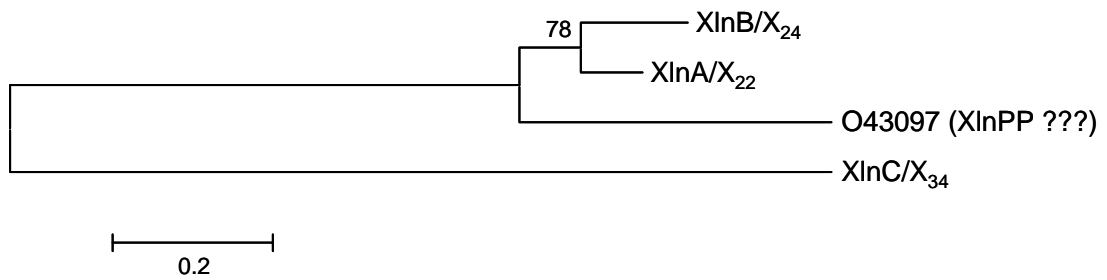 78
XlnB/X24
XlnA/X22
O43097 (XlnPP ???)
XlnC/X34
0.2